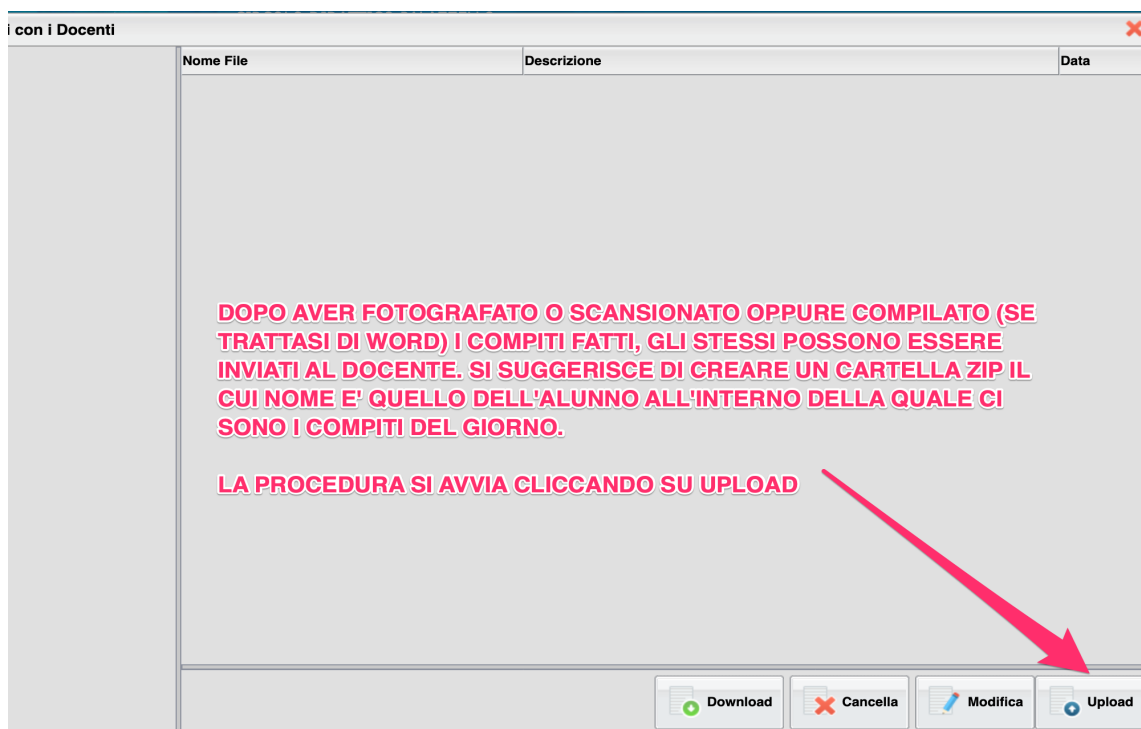 i con i Docenti
Nome File Descrizione Data
DOPO AVER FOTOGRAFATO O SCANSIONATO OPPURE COMPILATO (SE
TRATTASI DI WORD) I COMPITI FATTI, GLI STESSI POSSONO ESSERE
INVIATI AL DOCENTE. SI SUGGERISCE DI CREARE UN CARTELLA ZIP IL
CUI NOME E' QUELLO DELL'ALUNNO ALL'INTERNO DELLA QUALE CI
SONO I COMPITI DEL GIORNO.
LA PROCEDURA SI AVVIA CLICCANDO SU UPLOAD
Download Cancella Modifica Upload